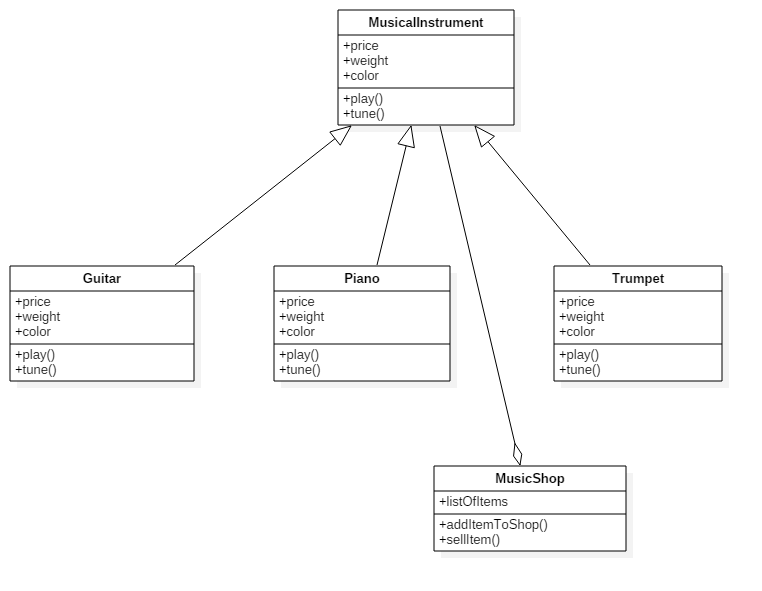 MusicalInstrument
+price
+weight
+color
+play()
+tune()
Guitar
+price
+weight
+color
+play()
+tune()
Piano
+price
+weight
+color
+play()
+tune()
Trumpet
+price
+weight
+color
+play()
+tune()
MusicShop
+listOfItems
+addItemToShop()
+sellItem()